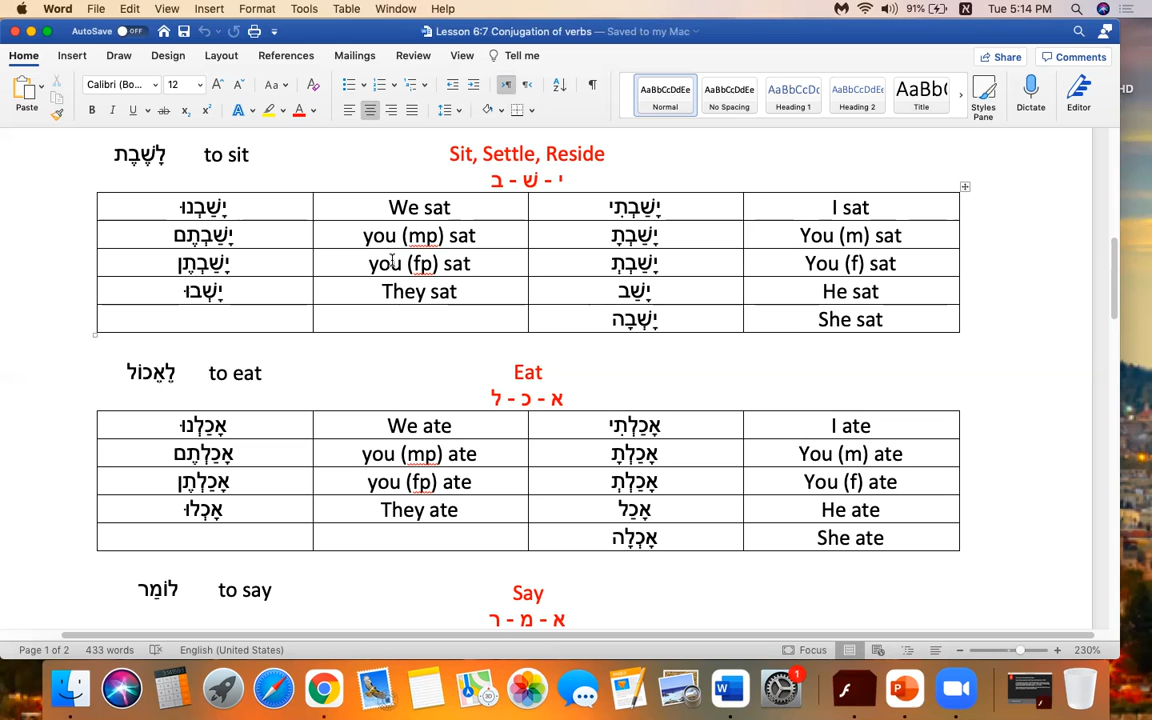 Word File Edit View Insert Format Tools Table Window Help 91% Tue 5:14 PM
AutoSave OFF Lesson 6:7 Conjugation of verbs — Saved to my Mac
Home Insert Draw Design Layout References Mailings Review View Tell me Share Comments
Paste Calibri (Bo... 12 AaBbCcDdEe Normal AaBbCcDdEe No Spacing AaBbCcDc Heading 1 AaBbCcDdEe Heading 2 AaBb( Title Styles Pane Dictate Editor
HD
לָשֶׁבֶת to sit Sit, Settle, Reside
י - שׁ - ב
יָשַׁבְנוּ We sat יָשַׁבְתִי I sat
יָשַׁבְתֶם you (mp) sat יָשַׁבְתָ You (m) sat
יָשַׁבְתֶן you (fp) sat יָשַׁבְתְ You (f) sat
יָשְׁבוּ They sat יָשַׁב He sat
יָשְׁבָה She sat
לֶאֱכוֹל to eat Eat
א - כ - ל
אָכַלְנוּ We ate אָכַלְתִי I ate
אָכַלְתֶם you (mp) ate אָכַלְתָ You (m) ate
אָכַלְתֶן you (fp) ate אָכַלְתְ You (f) ate
אָכְלוּ They ate אָכַל He ate
אָכְלָה She ate
לוֹמַר to say Say
א - מ - ר
Page 1 of 2 433 words English (United States) Focus 230%